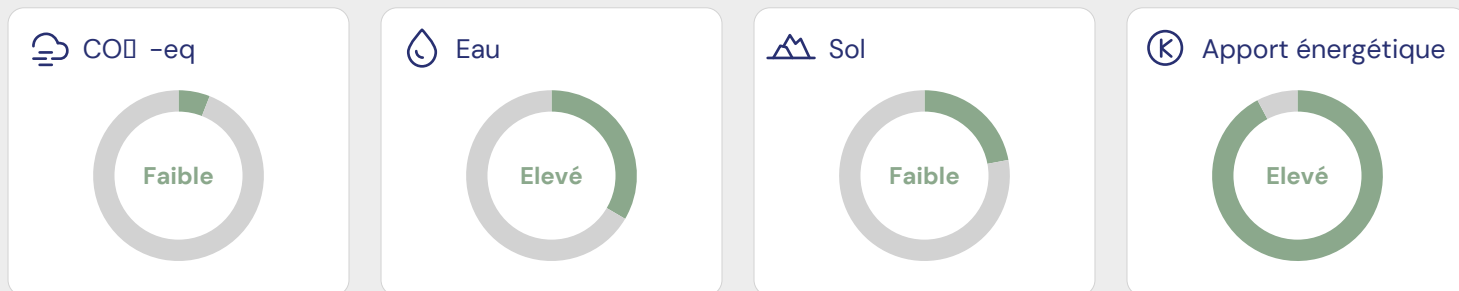 CO▯ -eq
Faible
Eau
Elevé
Sol
Faible
Apport énergétique
Elevé